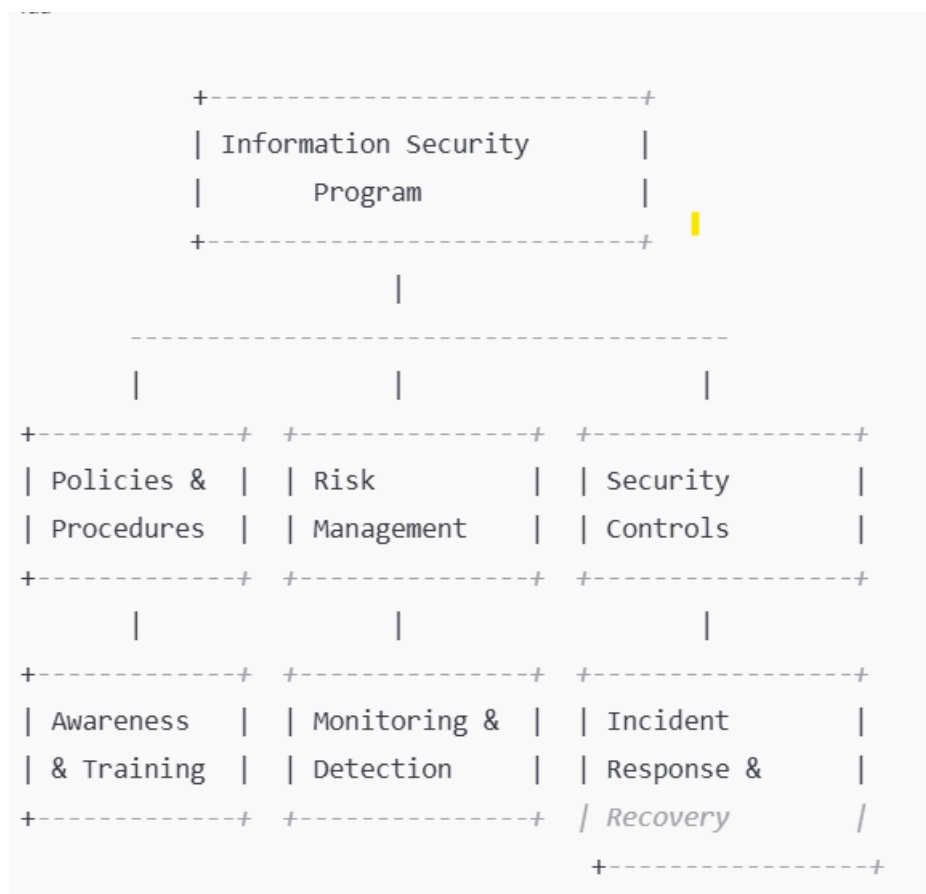 Information Security
Program
Policies & Risk Security
Procedures Management Controls
Awareness Monitoring & Incident
& Training Detection Response &
Recovery